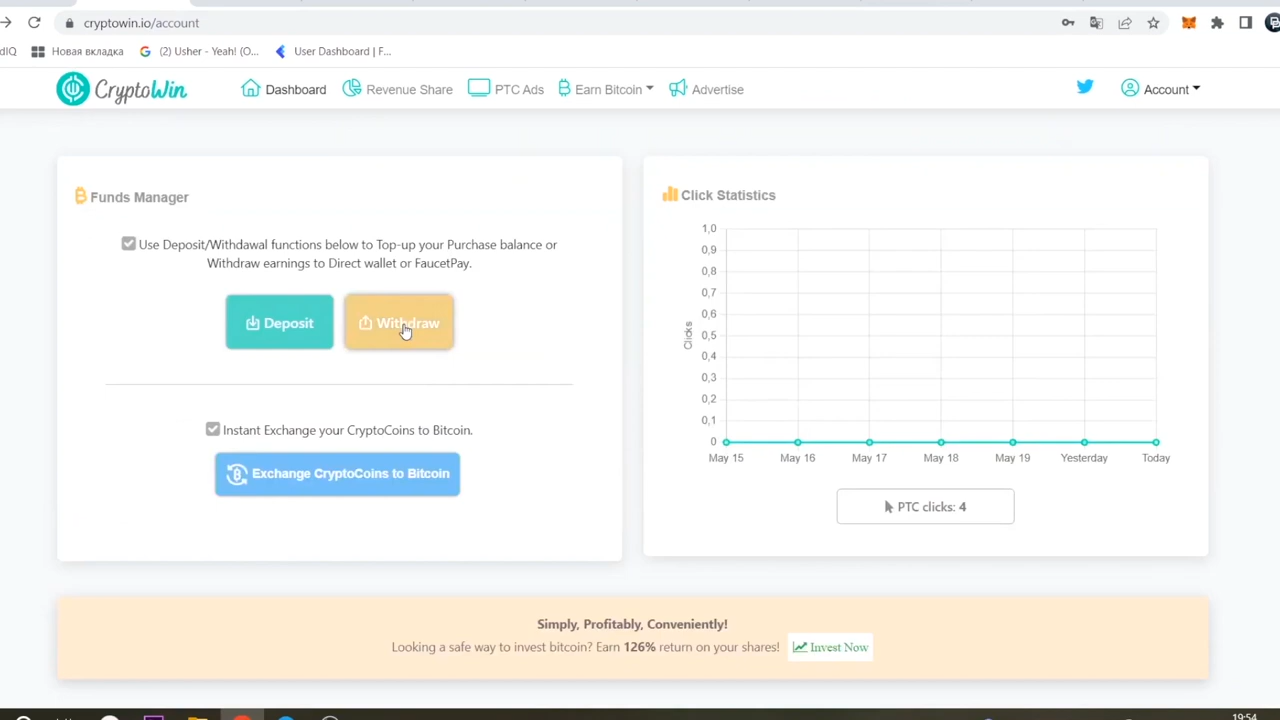 cryptowin.io/account
dIQ Новая вкладка (2) Usher - Yeah! (O... User Dashboard | F...
CryptoWin Dashboard Revenue Share PTC Ads Earn Bitcoin Advertise Account
Funds Manager
Use Deposit/Withdawal functions below to Top-up your Purchase balance or
Withdraw earnings to Direct wallet or FaucetPay.
Deposit Withdraw
Instant Exchange your CryptoCoins to Bitcoin.
Exchange CryptoCoins to Bitcoin
Click Statistics
1,0
0,9
0,8
0,7
0,6
0,5
0,4
0,3
0,2
0,1
0
Clicks
May 15 May 16 May 17 May 18 May 19 Yesterday Today
PTC clicks: 4
Simply, Profitably, Conveniently!
Looking a safe way to invest bitcoin? Earn 126% return on your shares! Invest Now
19:54